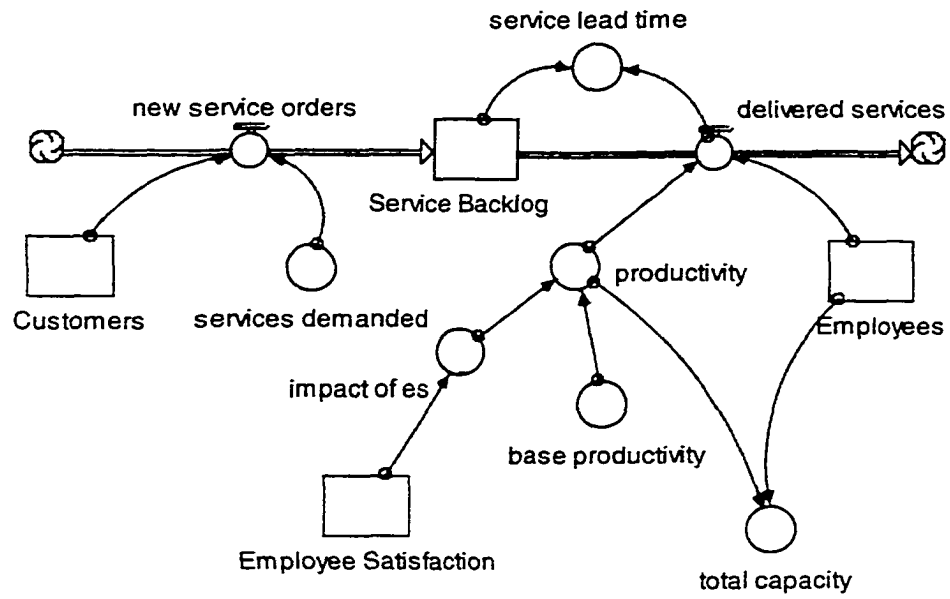 service lead time
new service orders
delivered services
Service Backlog
productivity
Customers
services demanded
Employees
impact of es
base productivity
Employee Satisfaction
total capacity